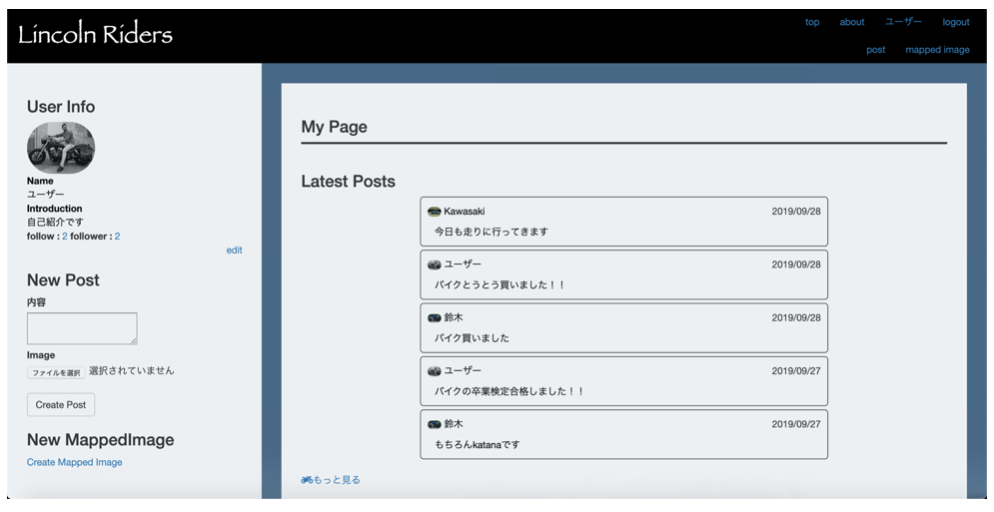 Lincoln Riders
top about ユーザー logout
post mapped image
User Info
Name
ユーザー
Introduction
自己紹介です
follow : 2 follower : 2
edit
New Post
内容
Image
ファイルを選択 選択されていません
Create Post
New MappedImage
Create Mapped Image
My Page
Latest Posts
Kawasaki 2019/09/28
今日も走りに行ってきます
ユーザー 2019/09/28
バイクとうとう買いました！！
鈴木 2019/09/28
バイク買いました
ユーザー 2019/09/27
バイクの卒業検定合格しました！！
鈴木 2019/09/27
もちろんkatanaです
もっと見る